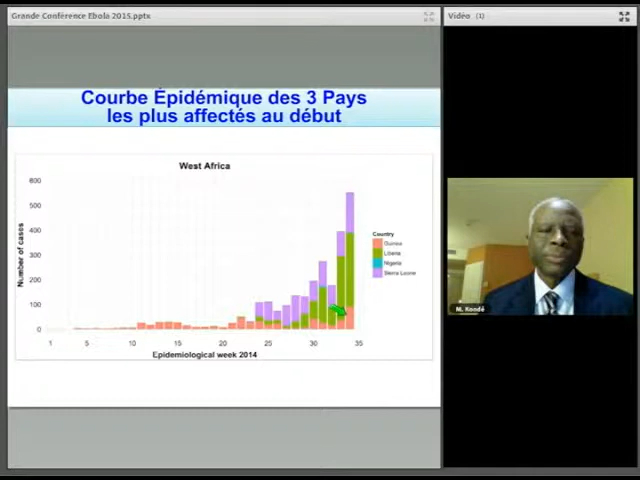 Grande Conférence Ebola 2015.pptx
Vidéo (1)
Courbe Épidémique des 3 Pays
les plus affectés au début
West Africa
600
500
400
300
200
100
0
Number of cases
1 5 10 15 20 25 30 35
Epidemiological week 2014
Country
Guinea
Liberia
Nigeria
Sierra Leone
M. Kondé